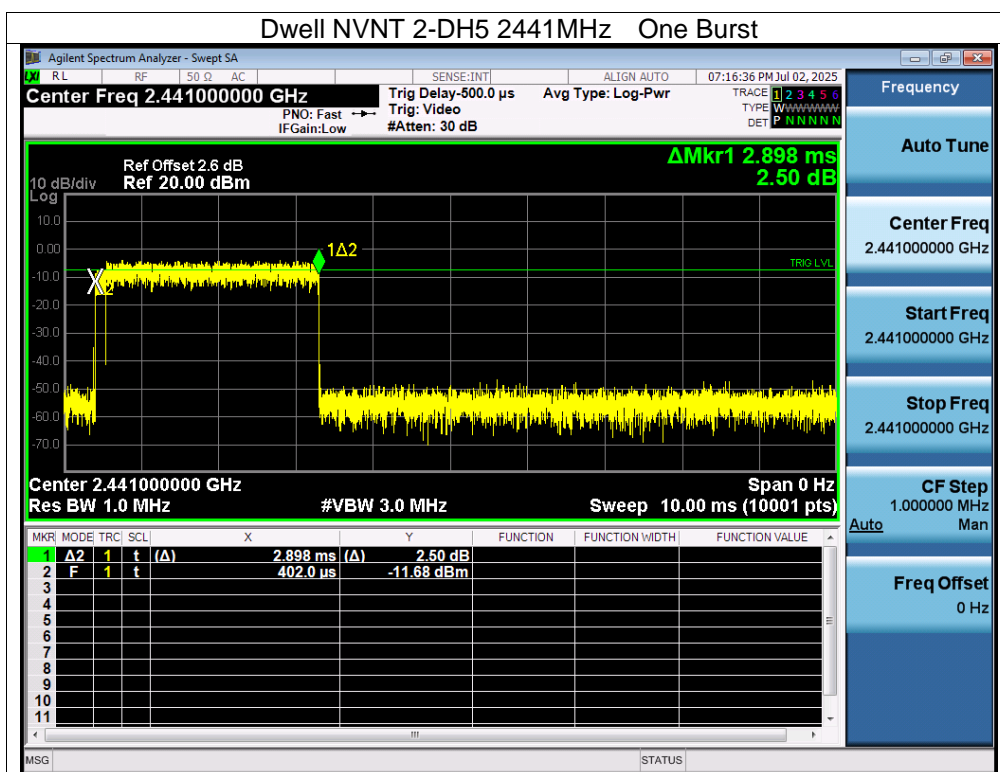 Dwell NVNT 2-DH5 2441MHz One Burst
Agilent Spectrum Analyzer - Swept SA
LXI RL RF 50 Ω AC SENSE:INT ALIGN AUTO 07:16:36 PM Jul 02, 2025
Center Freq 2.441000000 GHz
PNO: Fast
IFGain:Low
Trig Delay-500.0 µs
Trig: Video
#Atten: 30 dB
Avg Type: Log-Pwr
TRACE 1 2 3 4 5 6
TYPE WWWWWW
DET P N N N N N
Ref Offset 2.6 dB
10 dB/div Ref 20.00 dBm
Log
ΔMkr1 2.898 ms
2.50 dB
10.0
0.00
-10.0
-20.0
-30.0
-40.0
-50.0
-60.0
-70.0
1Δ2
2
TRIG LVL
Center 2.441000000 GHz Span 0 Hz
Res BW 1.0 MHz #VBW 3.0 MHz Sweep 10.00 ms (10001 pts)
MKR MODE TRC SCL X Y FUNCTION FUNCTION WIDTH FUNCTION VALUE
1 Δ2 1 t (Δ) 2.898 ms (Δ) 2.50 dB
2 F 1 t 402.0 µs -11.68 dBm
3
4
5
6
7
8
9
10
11
MSG STATUS
Frequency
Auto Tune
Center Freq
2.441000000 GHz
Start Freq
2.441000000 GHz
Stop Freq
2.441000000 GHz
CF Step
1.000000 MHz
Auto Man
Freq Offset
0 Hz